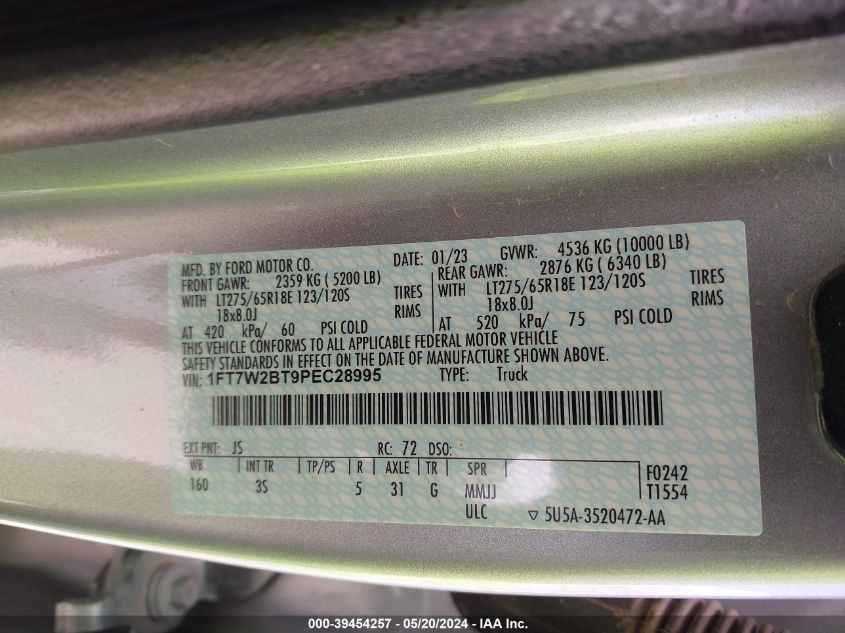 MFD. BY FORD MOTOR CO.
DATE: 01/23 GVWR: 4536 KG (10000 LB)
FRONT GAWR: 2359 KG ( 5200 LB)
WITH LT275/65R18E 123/120S TIRES
18x8.0J RIMS
AT 420 kPa/ 60 PSI COLD
REAR GAWR: 2876 KG ( 6340 LB)
WITH LT275/65R18E 123/120S TIRES
18x8.0J RIMS
AT 520 kPa/ 75 PSI COLD
THIS VEHICLE CONFORMS TO ALL APPLICABLE FEDERAL MOTOR VEHICLE
SAFETY STANDARDS IN EFFECT ON THE DATE OF MANUFACTURE SHOWN ABOVE.
VIN: 1FT7W2BT9PEC28995 TYPE: Truck
EXT PNT: JS RC: 72 DSO:
WB INT TR TP/PS R AXLE TR SPR
160 3S 5 31 G MMJJ
ULC
F0242
T1554
▽ 5U5A-3520472-AA
000-39454257 - 05/20/2024 - IAA Inc.